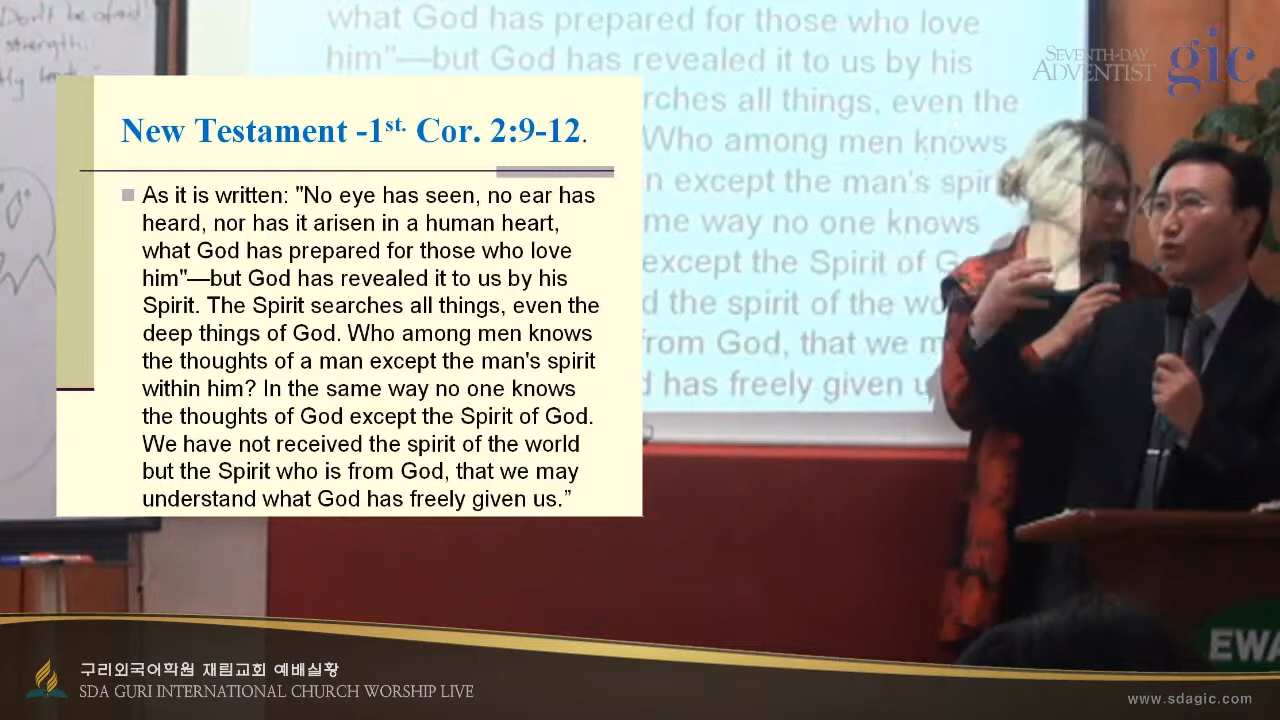 Don't be afraid
strength.
what God has prepared for those who love
him"—but God has revealed it to us by his
rches all things, even the
Who among men knows
n except the man's spiri
me way no one knows
except the Spirit of G
d the spirit of the wo
rom God, that we m
d has freely given u
SEVENTH-DAY
ADVENTIST
gic
New Testament -1st. Cor. 2:9-12.
As it is written: "No eye has seen, no ear has
heard, nor has it arisen in a human heart,
what God has prepared for those who love
him"—but God has revealed it to us by his
Spirit. The Spirit searches all things, even the
deep things of God. Who among men knows
the thoughts of a man except the man's spirit
within him? In the same way no one knows
the thoughts of God except the Spirit of God.
We have not received the spirit of the world
but the Spirit who is from God, that we may
understand what God has freely given us.”
EWA
구리외국어학원 재림교회 예배실황
SDA GURI INTERNATIONAL CHURCH WORSHIP LIVE
www.sdagic.com